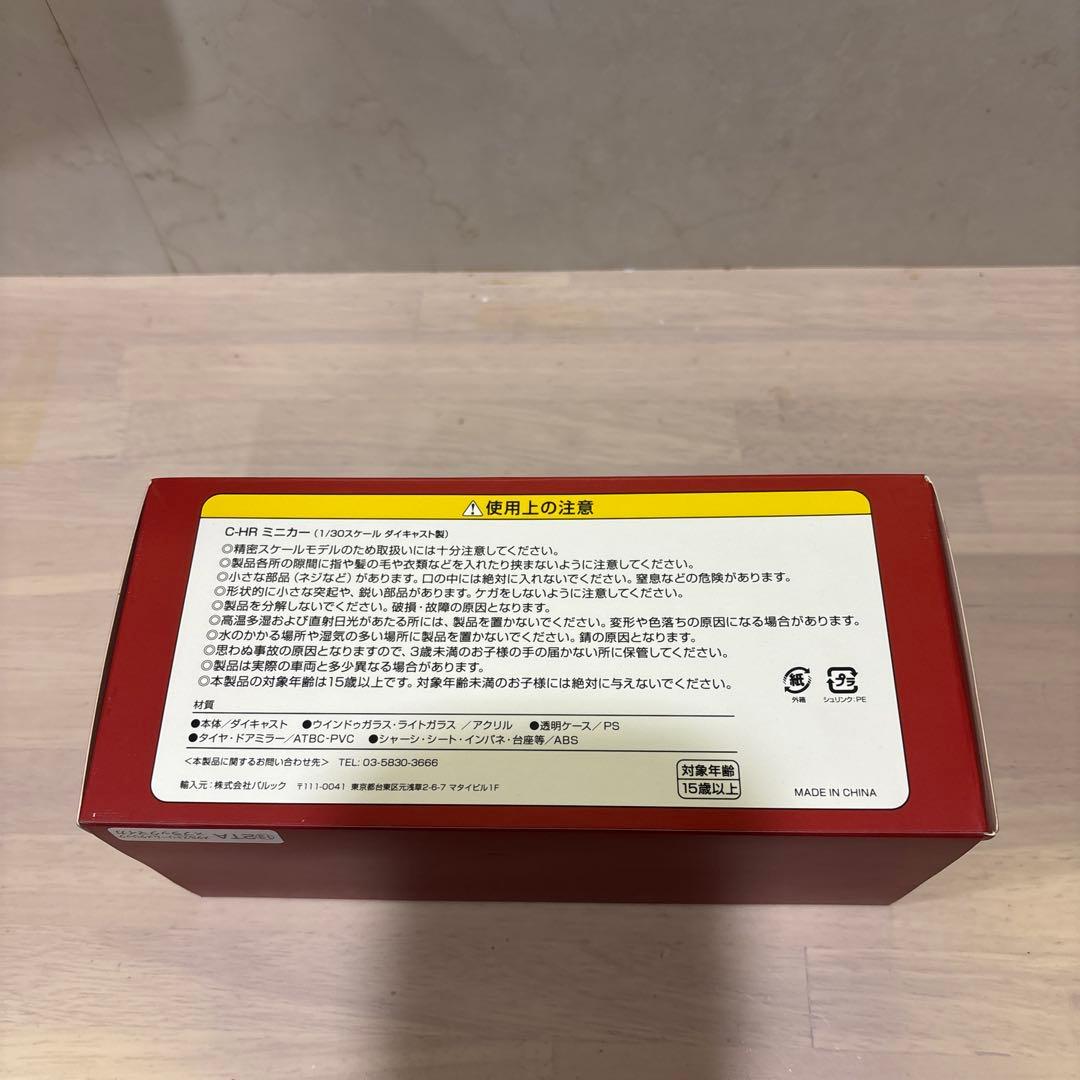 ⚠使用上の注意
C-HR ミニカー(1/30スケール ダイキャスト製)
◎精密スケールモデルのため取扱いには十分注意してください。
◎製品各所の隙間に指や髪の毛や衣類などを入れたり挟まないように注意してください。
◎小さな部品(ネジなど)があります。口の中には絶対に入れないでください。窒息などの危険があります。
◎形状的に小さな突起や、鋭い部品があります。ケガをしないように注意してください。
◎製品を分解しないでください。破損・故障の原因となります。
◎高温多湿および直射日光があたる所には、製品を置かないでください。変形や色落ちの原因になる場合があります。
◎水のかかる場所や湿気の多い場所に製品を置かないでください。錆の原因となります。
◎思わぬ事故の原因となりますので、3歳未満のお子様の手の届かない所に保管してください。
◎製品は実際の車両と多少異なる場合があります。
◎本製品の対象年齢は15歳以上です。対象年齢未満のお子様には絶対に与えないでください。
紙
外箱
プラ
シュリンク:PE
材質
●本体/ダイキャスト ●ウインドゥガラス・ライトガラス /アクリル ●透明ケース/PS
●タイヤ・ドアミラー/ATBC-PVC ●シャーシ・シート・インパネ・台座等/ABS
<本製品に関するお問い合わせ先> TEL: 03-5830-3666
輸入元:株式会社バルック 〒111-0041 東京都台東区元浅草2-6-7 マタイビル1F
対象年齢
15歳以上
MADE IN CHINA
2TA
×ブラックマイカ